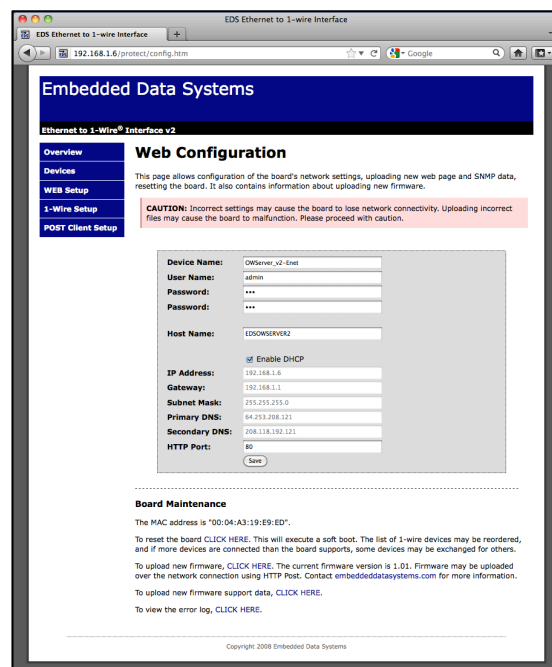 EDS Ethernet to 1-wire Interface
EDS Ethernet to 1-wire Interface
192.168.1.6/protect/config.htm
Google
Embedded Data Systems
Ethernet to 1-Wire® Interface v2
Overview
Devices
WEB Setup
1-Wire Setup
POST Client Setup
Web Configuration
This page allows configuration of the board's network settings, uploading new web page and SNMP data,
resetting the board. It also contains information about uploading new firmware.
CAUTION: Incorrect settings may cause the board to lose network connectivity. Uploading incorrect
files may cause the board to malfunction. Please proceed with caution.
Device Name: OWServer_v2-Enet
User Name: admin
Password: •••
Password: •••
Host Name: EDSOWSERVER2
Enable DHCP
IP Address: 192.168.1.6
Gateway: 192.168.1.1
Subnet Mask: 255.255.255.0
Primary DNS: 64.253.208.121
Secondary DNS: 208.118.192.121
HTTP Port: 80
Save
Board Maintenance
The MAC address is "00:04:A3:19:E9:ED".
To reset the board CLICK HERE. This will execute a soft boot. The list of 1-wire devices may be reordered,
and if more devices are connected than the board supports, some devices may be exchanged for others.
To upload new firmware, CLICK HERE. The current firmware version is 1.01. Firmware may be uploaded
over the network connection using HTTP Post. Contact embeddeddatasystems.com for more information.
To upload new firmware support data, CLICK HERE.
To view the error log, CLICK HERE.
Copyright 2008 Embedded Data Systems